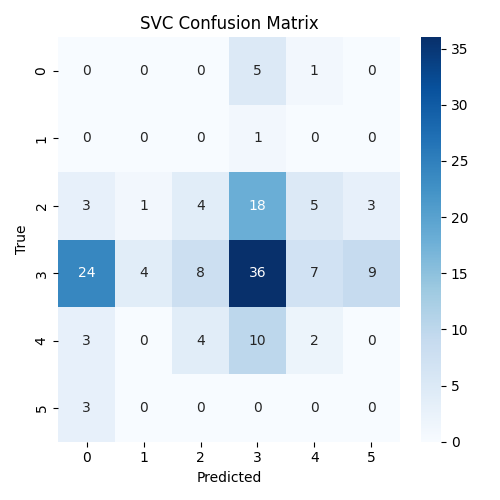 SVC Confusion Matrix
True
0 0 0 0 5 1 0
1 0 0 0 1 0 0
2 3 1 4 18 5 3
3 24 4 8 36 7 9
4 3 0 4 10 2 0
5 3 0 0 0 0 0
0 1 2 3 4 5
Predicted
35
30
25
20
15
10
5
0